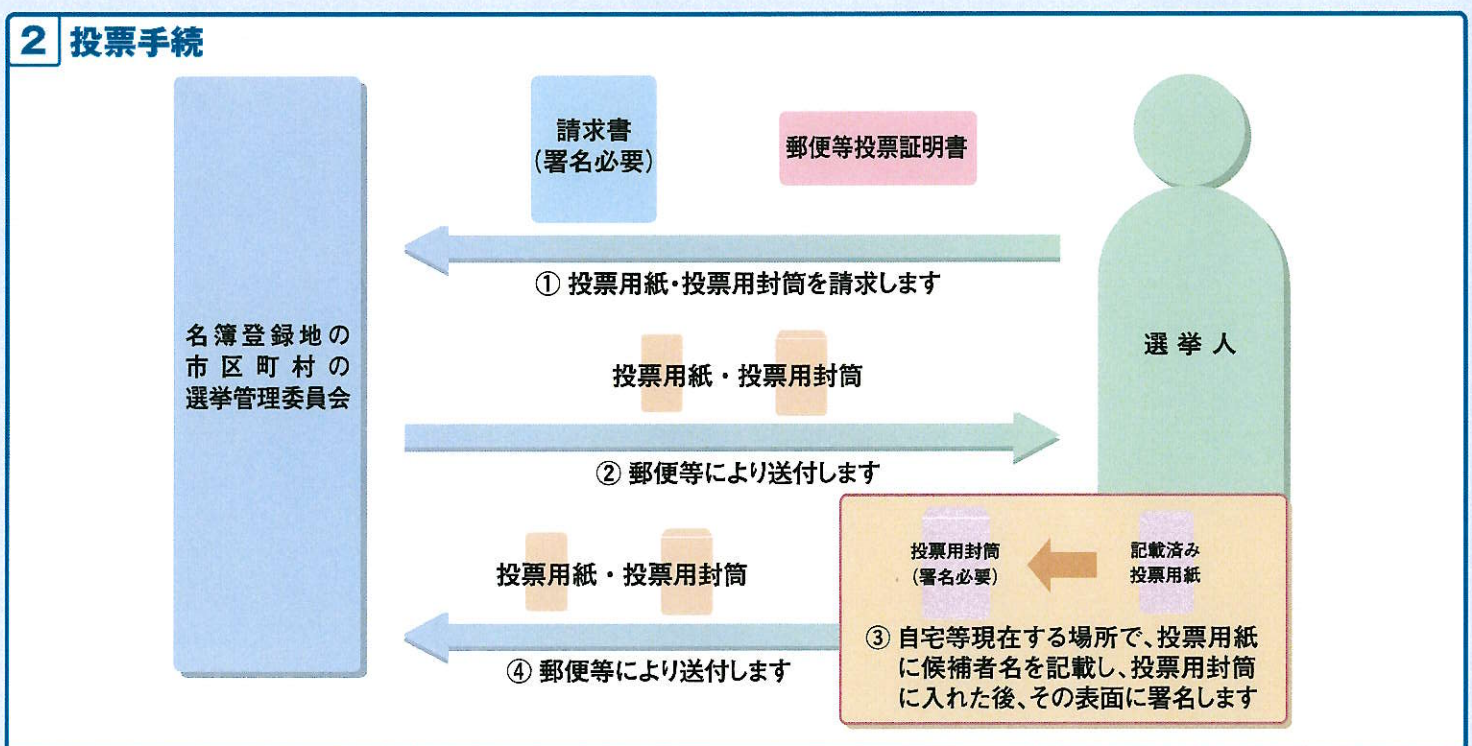 2 投票手続
請求書
(署名必要)
郵便等投票証明書
① 投票用紙・投票用封筒を請求します
名簿登録地の
市区町村の
選挙管理委員会
選挙人
投票用紙・投票用封筒
② 郵便等により送付します
投票用紙・投票用封筒
④ 郵便等により送付します
投票用封筒
(署名必要)
記載済み
投票用紙
③ 自宅等現在する場所で、投票用紙
に候補者名を記載し、投票用封筒
に入れた後、その表面に署名します